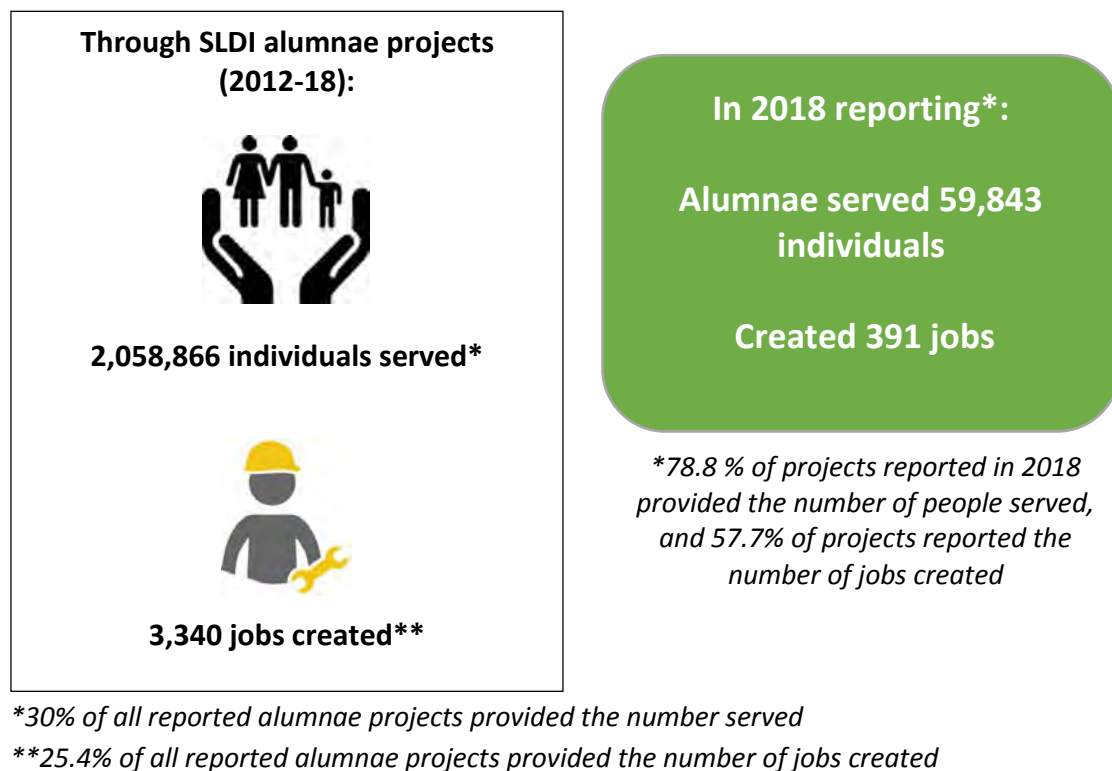 Through SLDI alumnae projects
(2012-18):
2,058,866 individuals served*
3,340 jobs created**
In 2018 reporting*:
Alumnae served 59,843
individuals
Created 391 jobs
*78.8 % of projects reported in 2018
provided the number of people served,
and 57.7% of projects reported the
number of jobs created
*30% of all reported alumnae projects provided the number served
**25.4% of all reported alumnae projects provided the number of jobs created